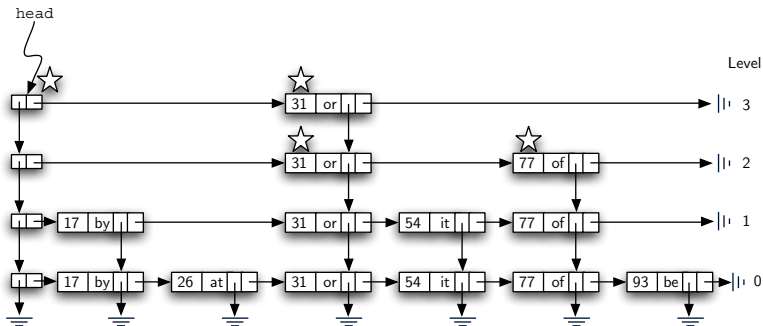 head
Level
31 or 3
31 or 77 of 2
17 by 31 or 54 it 77 of 1
17 by 26 at 31 or 54 it 77 of 93 be 0